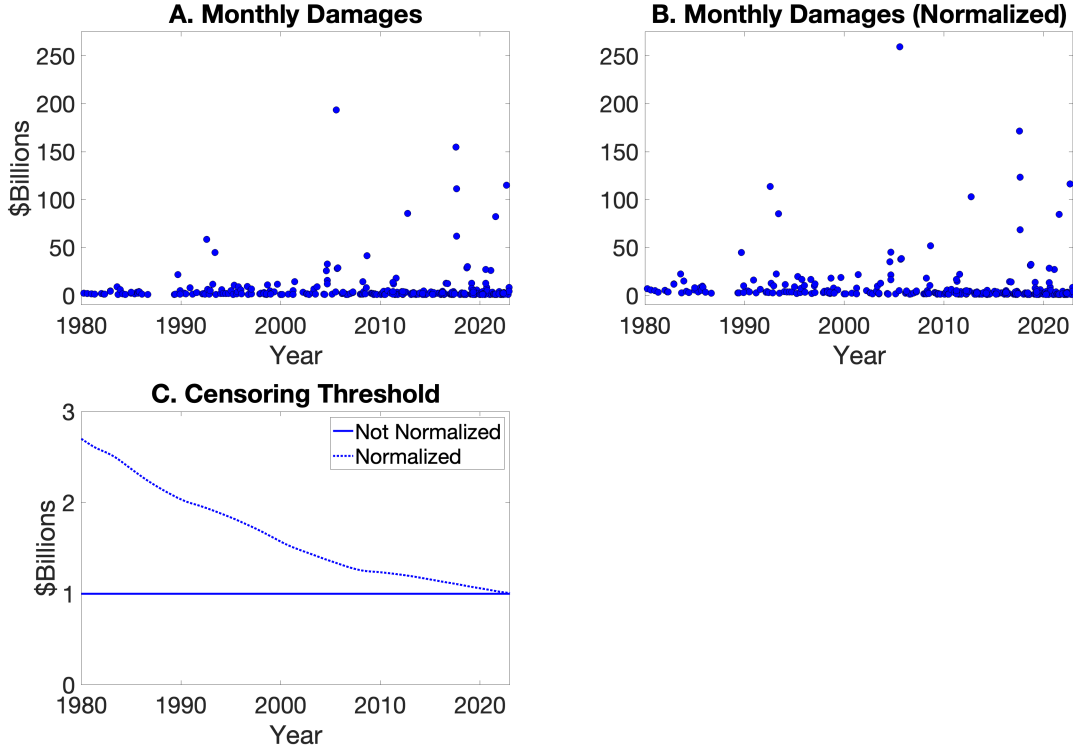 A. Monthly Damages
$Billions
250
200
150
100
50
0
1980 1990 2000 2010 2020
Year
B. Monthly Damages (Normalized)
250
200
150
100
50
0
1980 1990 2000 2010 2020
Year
C. Censoring Threshold
$Billions
3
2
1
0
Not Normalized
Normalized
1980 1990 2000 2010 2020
Year